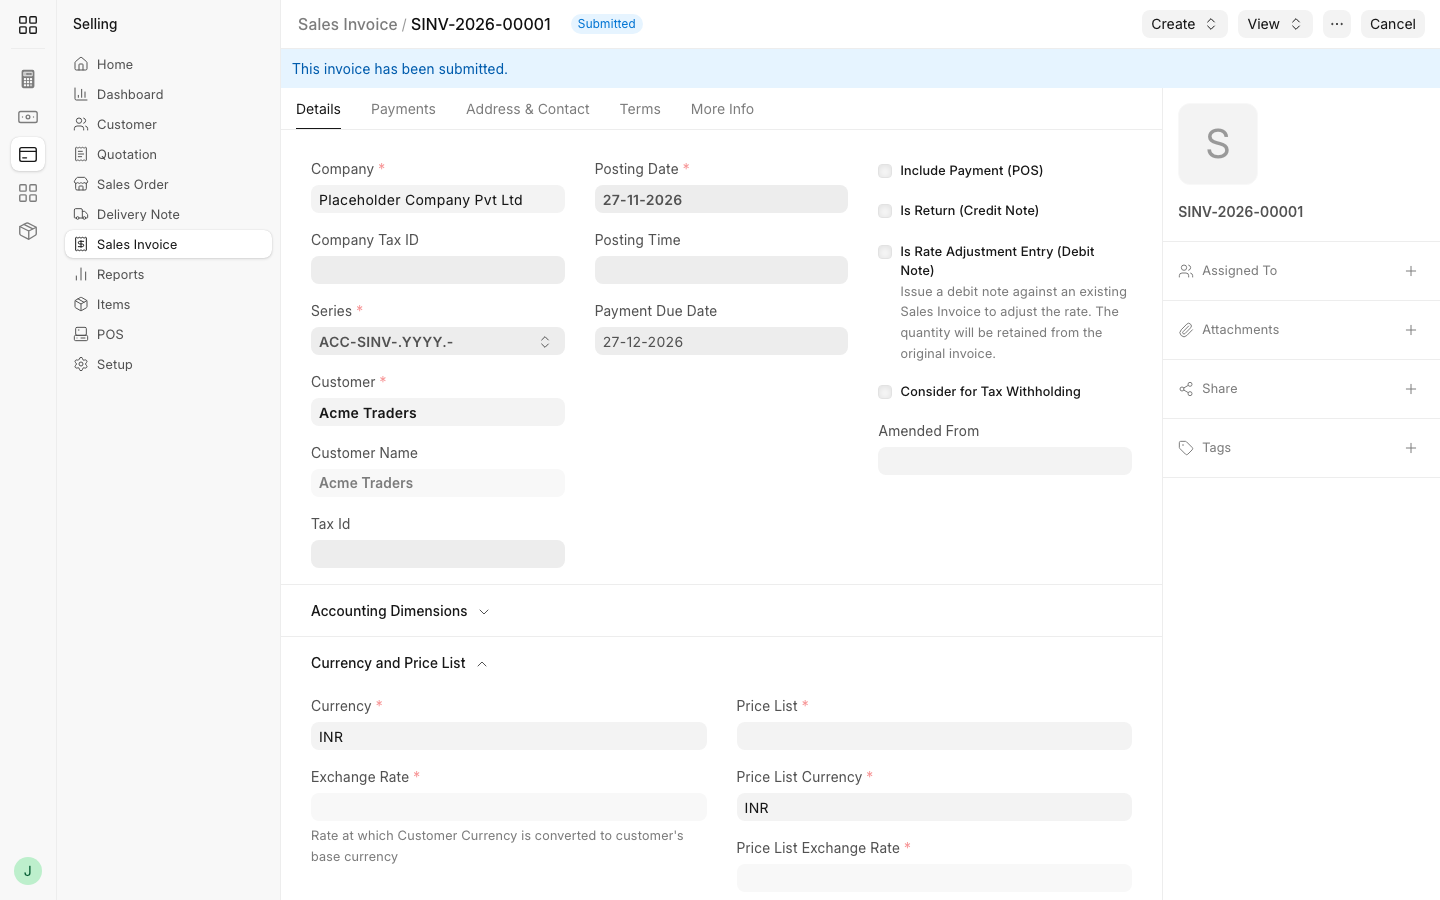 Selling
Home
Dashboard
Customer
Quotation
Sales Order
Delivery Note
Sales Invoice
Reports
Items
POS
Setup
J
Sales Invoice / SINV-2026-00001 Submitted
Create View ··· Cancel
This invoice has been submitted.
Details Payments Address & Contact Terms More Info
Company *
Placeholder Company Pvt Ltd
Company Tax ID
Series *
ACC-SINV-.YYYY.-
Customer *
Acme Traders
Customer Name
Acme Traders
Tax Id
Posting Date *
27-11-2026
Posting Time
Payment Due Date
27-12-2026
Include Payment (POS)
Is Return (Credit Note)
Is Rate Adjustment Entry (Debit
Note)
Issue a debit note against an existing
Sales Invoice to adjust the rate. The
quantity will be retained from the
original invoice.
Consider for Tax Withholding
Amended From
Accounting Dimensions
Currency and Price List
Currency *
INR
Exchange Rate *
Rate at which Customer Currency is converted to customer's
base currency
Price List *
Price List Currency *
INR
Price List Exchange Rate *
S
SINV-2026-00001
Assigned To
Attachments
Share
Tags